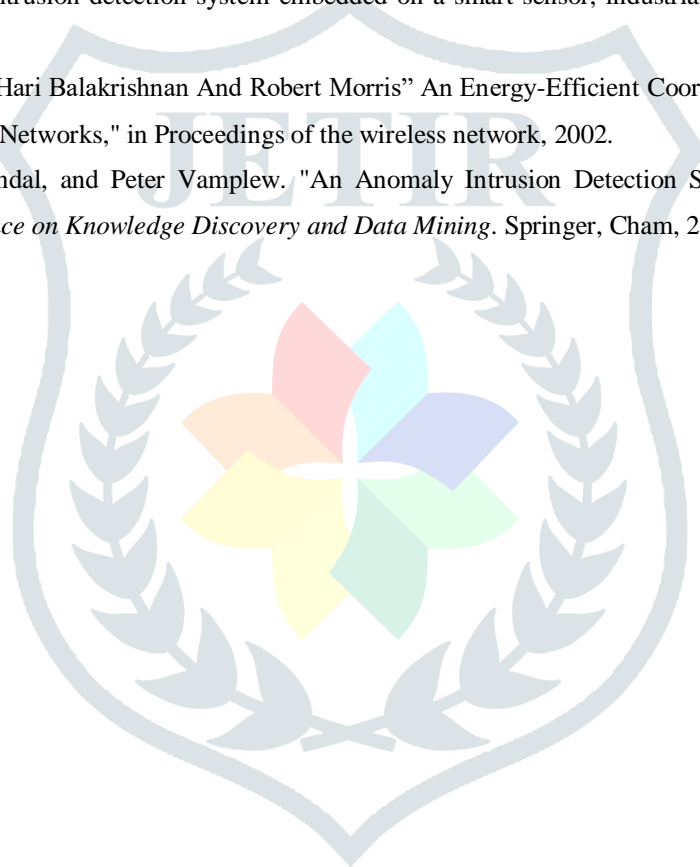 ntrusion detection system embedded on a smart sensor, industrial
Hari Balakrishnan And Robert Morris” An Energy-Efficient Coor
Networks," in Proceedings of the wireless network, 2002.
ndal, and Peter Vamplew. "An Anomaly Intrusion Detection S
ce on Knowledge Discovery and Data Mining. Springer, Cham, 2
JETIR